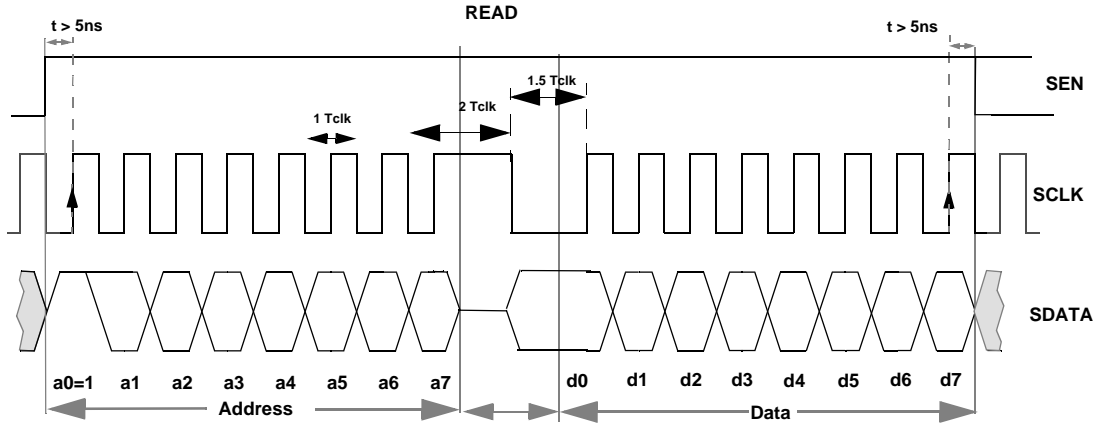 READ
t > 5ns
t > 5ns
1.5 Tclk
SEN
2 Tclk
1 Tclk
SCLK
SDATA
a0=1 a1 a2 a3 a4 a5 a6 a7 d0 d1 d2 d3 d4 d5 d6 d7
Address Data